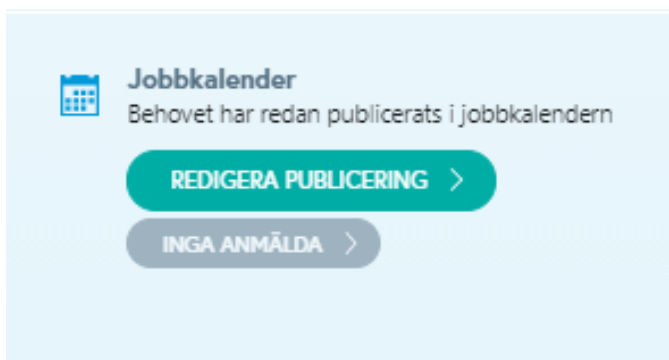 Jobbkalender
Behovet har redan publicerats i jobbkalendern
REDIGERA PUBLICERING
INGA ANMÄLDA